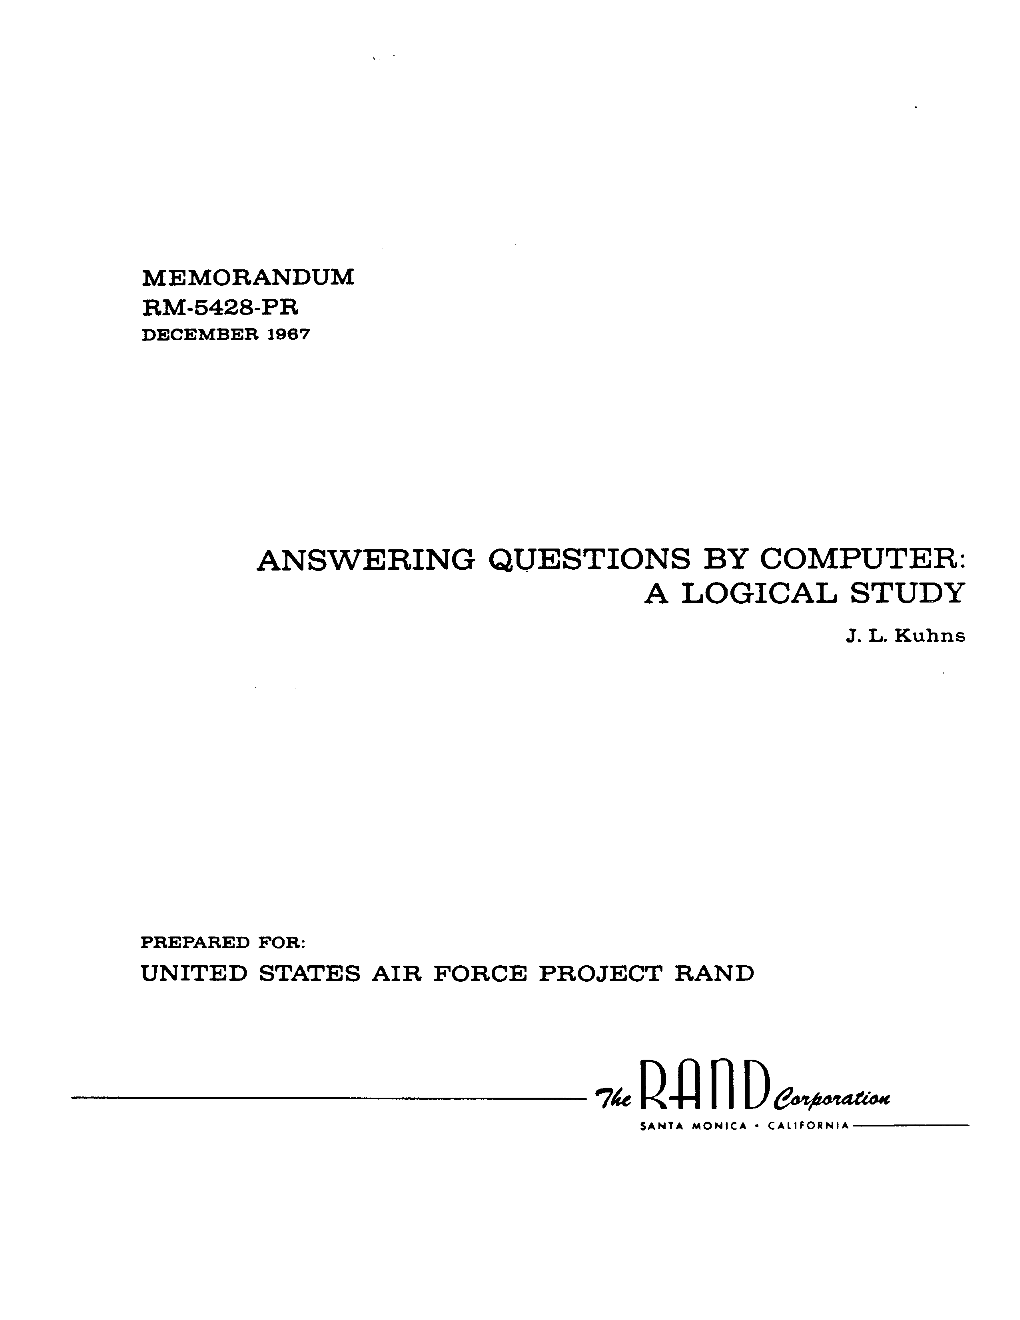 MEMORANDUM
RM-5428-PR
DECEMBER 1967
ANSWERING QUESTIONS BY COMPUTER:
A LOGICAL STUDY
J. L. Kuhns
PREPARED FOR:
UNITED STATES AIR FORCE PROJECT RAND
The RAND Corporation
SANTA MONICA • CALIFORNIA